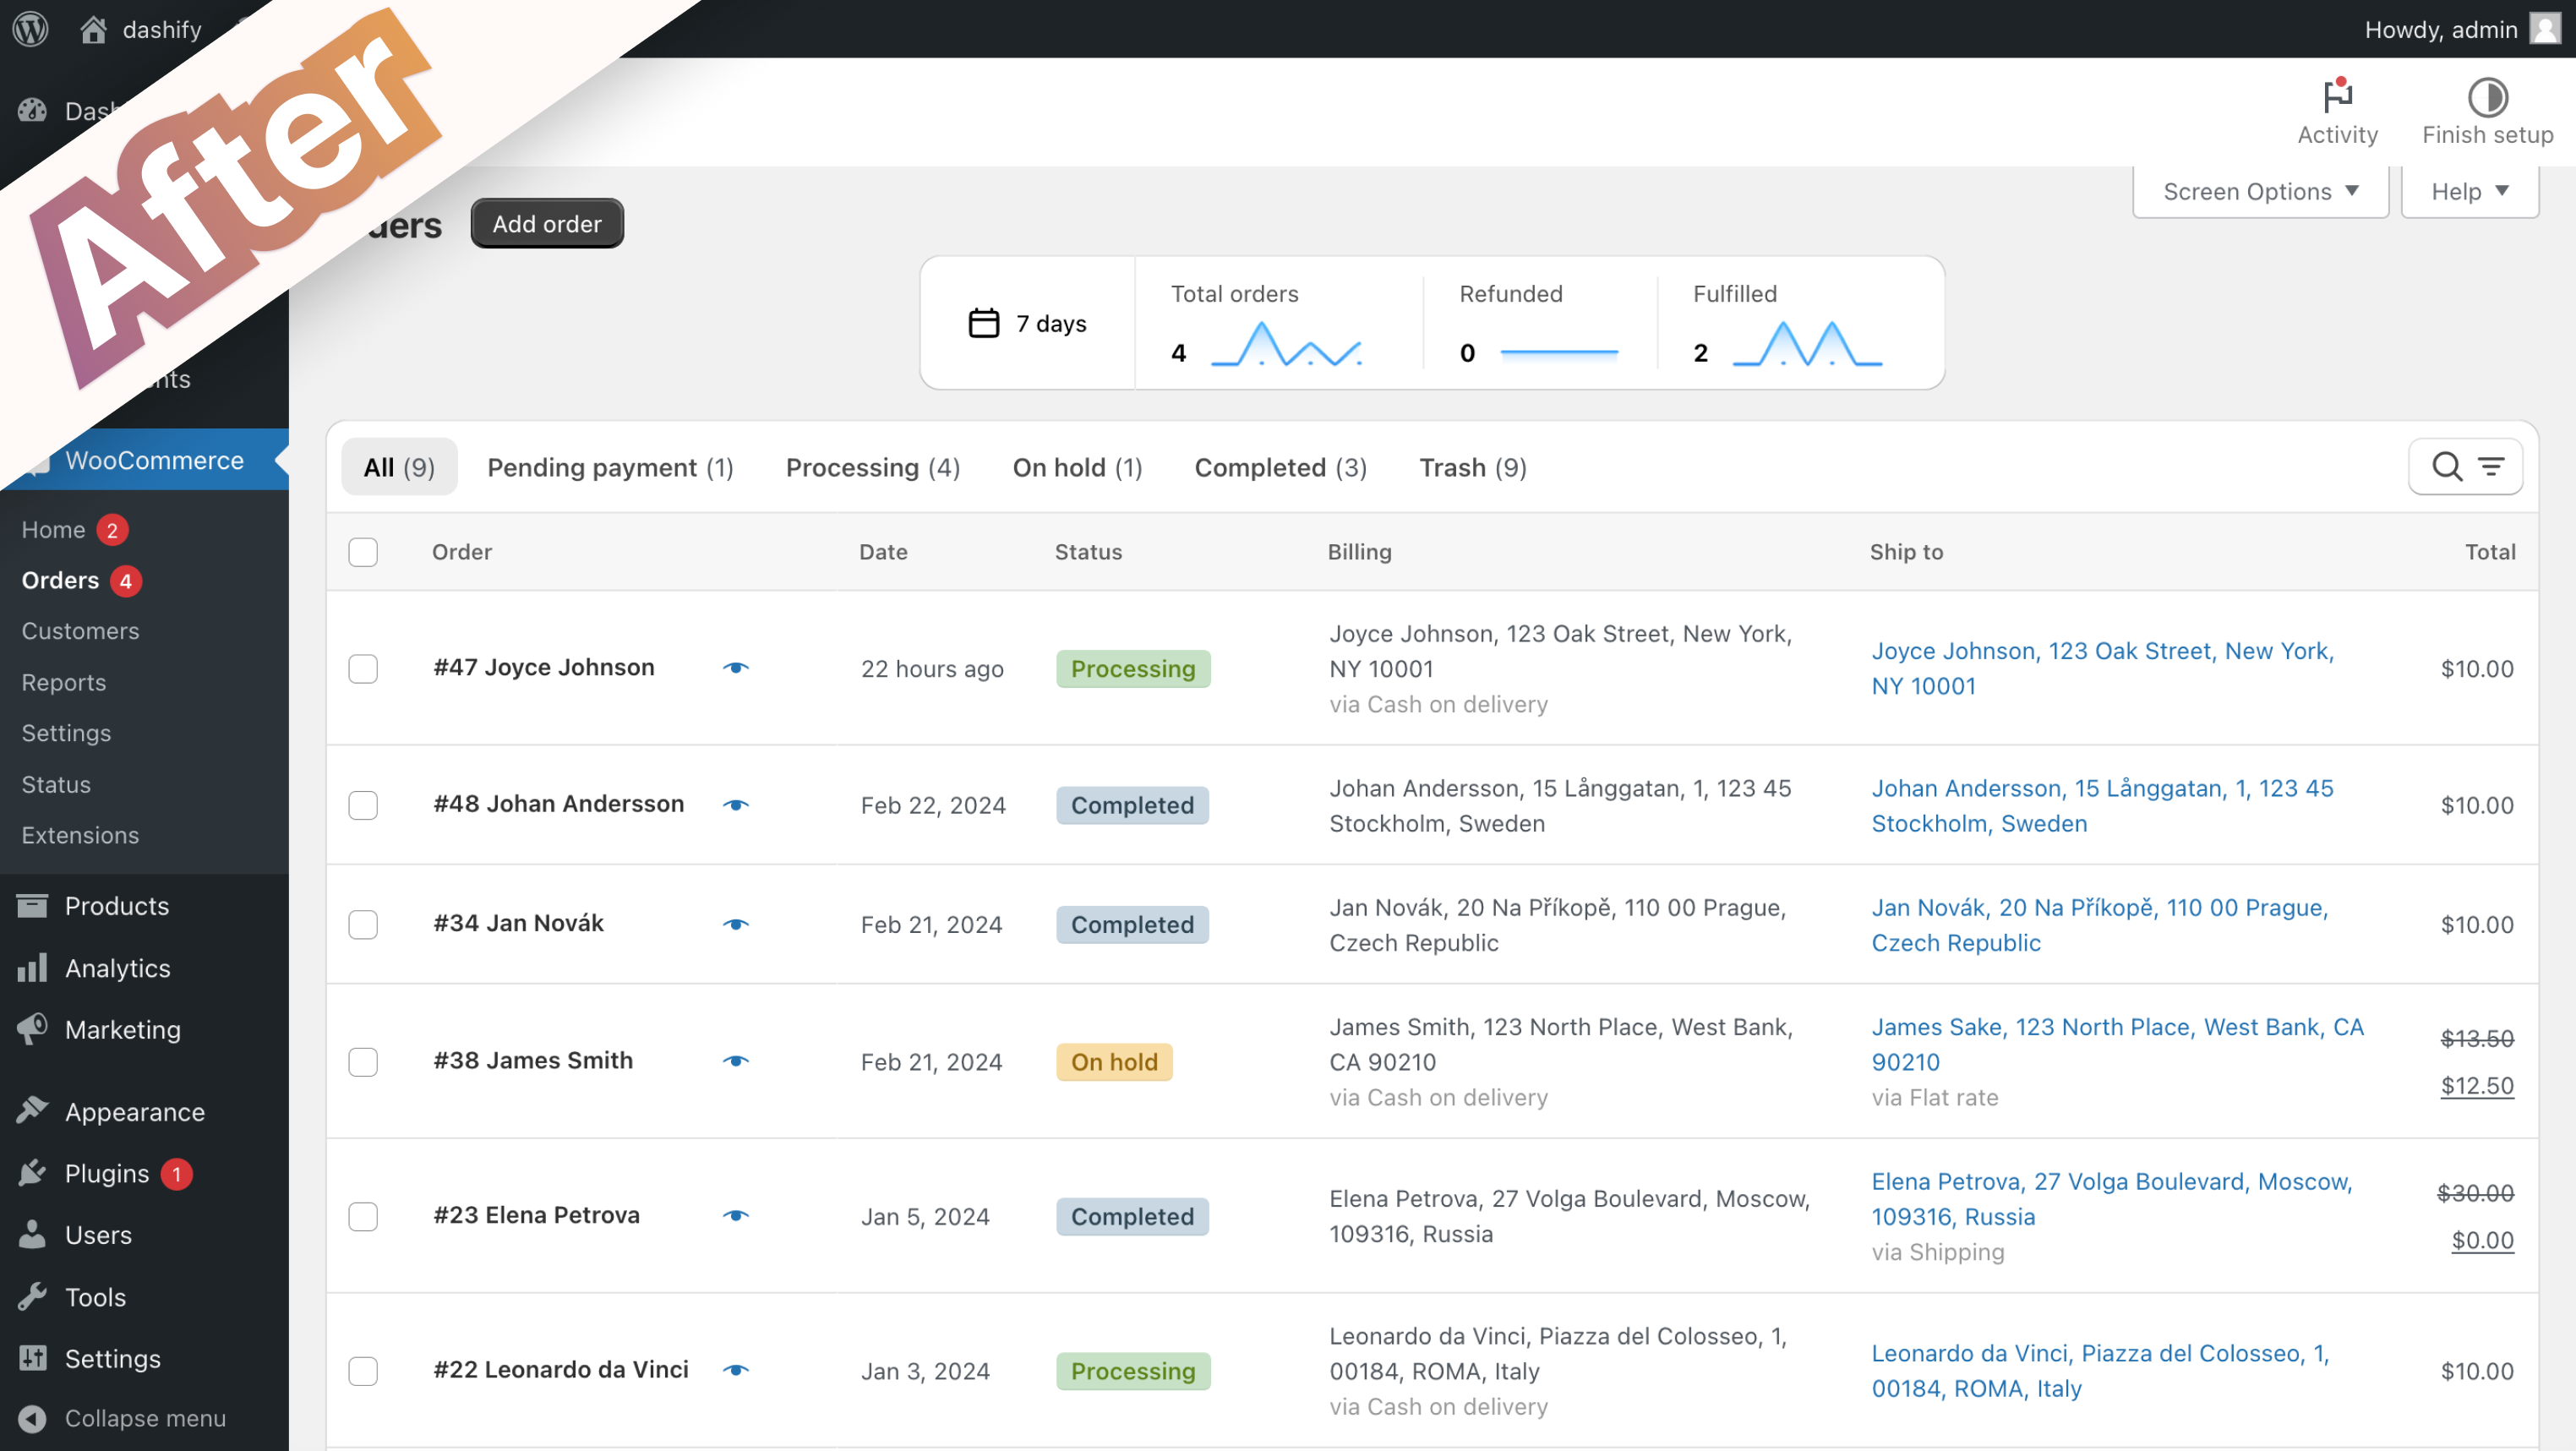 dashify
Howdy, admin
After
Activity
Finish setup
Screen Options
Help
Add order
7 days
Total orders
4
Refunded
0
Fulfilled
2
WooCommerce
Home 2
Orders 4
Customers
Reports
Settings
Status
Extensions
Products
Analytics
Marketing
Appearance
Plugins 1
Users
Tools
Settings
Collapse menu
All (9) Pending payment (1) Processing (4) On hold (1) Completed (3) Trash (9)
Order Date Status Billing Ship to Total
#47 Joyce Johnson
22 hours ago
Processing
Joyce Johnson, 123 Oak Street, New York,
NY 10001
via Cash on delivery
Joyce Johnson, 123 Oak Street, New York,
NY 10001
$10.00
#48 Johan Andersson
Feb 22, 2024
Completed
Johan Andersson, 15 Långgatan, 1, 123 45
Stockholm, Sweden
Johan Andersson, 15 Långgatan, 1, 123 45
Stockholm, Sweden
$10.00
#34 Jan Novák
Feb 21, 2024
Completed
Jan Novák, 20 Na Příkopě, 110 00 Prague,
Czech Republic
Jan Novák, 20 Na Příkopě, 110 00 Prague,
Czech Republic
$10.00
#38 James Smith
Feb 21, 2024
On hold
James Smith, 123 North Place, West Bank,
CA 90210
via Cash on delivery
James Sake, 123 North Place, West Bank, CA
90210
via Flat rate
$13.50
$12.50
#23 Elena Petrova
Jan 5, 2024
Completed
Elena Petrova, 27 Volga Boulevard, Moscow,
109316, Russia
Elena Petrova, 27 Volga Boulevard, Moscow,
109316, Russia
via Shipping
$30.00
$0.00
#22 Leonardo da Vinci
Jan 3, 2024
Processing
Leonardo da Vinci, Piazza del Colosseo, 1,
00184, ROMA, Italy
via Cash on delivery
Leonardo da Vinci, Piazza del Colosseo, 1,
00184, ROMA, Italy
$10.00